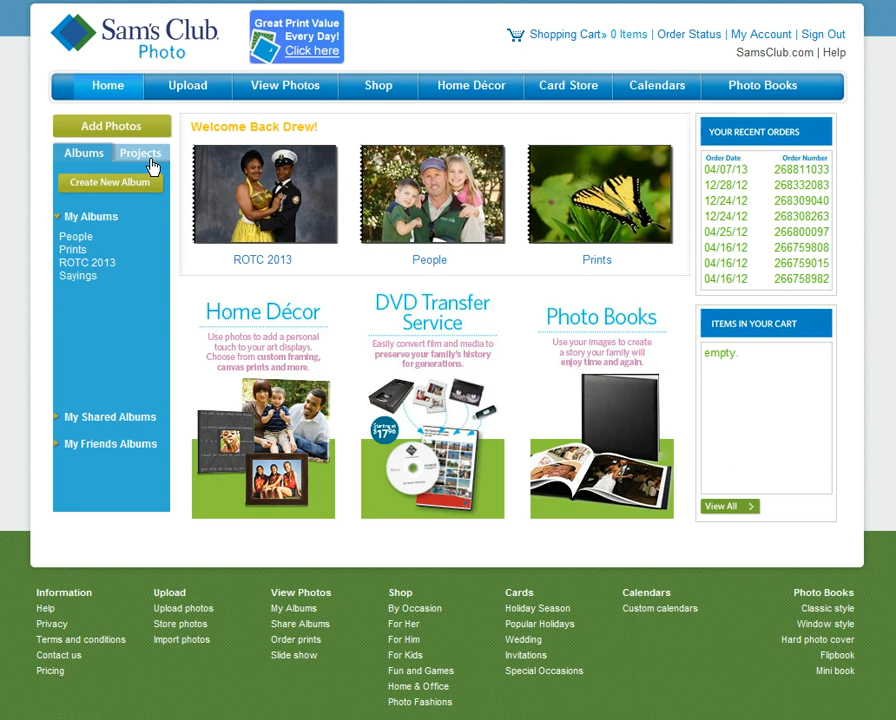 Sam's Club
Photo
Great Print Value
Every Day!
Click here
Shopping Cart» 0 Items | Order Status | My Account | Sign Out
SamsClub.com | Help
Home
Upload
View Photos
Shop
Home Décor
Card Store
Calendars
Photo Books
Add Photos
Albums
Projects
Create New Album
My Albums
People
Prints
ROTC 2013
Sayings
My Shared Albums
My Friends Albums
Welcome Back Drew!
ROTC 2013
People
Prints
Home Décor
Use photos to add a personal
touch to your art displays.
Choose from custom framing,
canvas prints and more.
DVD Transfer
Service
Easily convert film and media to
preserve your family's history
for generations.
Starting at
$17.96
Photo Books
Use your images to create
a story your family will
enjoy time and again.
YOUR RECENT ORDERS
Order Date Order Number
04/07/13 268811033
12/28/12 268332083
12/24/12 268309040
12/24/12 268308263
04/25/12 266800097
04/16/12 266759808
04/16/12 266759015
04/16/12 266758982
ITEMS IN YOUR CART
empty.
View All
Information
Help
Privacy
Terms and conditions
Contact us
Pricing
Upload
Upload photos
Store photos
Import photos
View Photos
My Albums
Share Albums
Order prints
Slide show
Shop
By Occasion
For Her
For Him
For Kids
Fun and Games
Home & Office
Photo Fashions
Cards
Holiday Season
Popular Holidays
Wedding
Invitations
Special Occasions
Calendars
Custom calendars
Photo Books
Classic style
Window style
Hard photo cover
Flipbook
Mini book